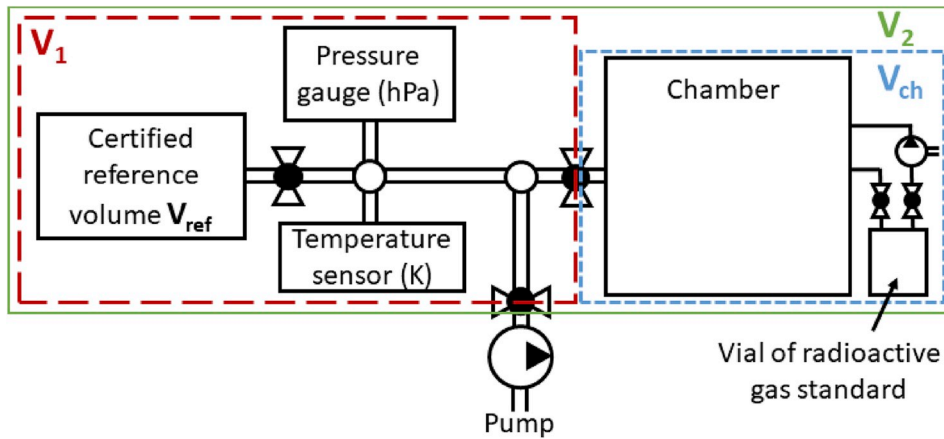 V1
V2
Vch
Pressure
gauge (hPa)
Chamber
Certified
reference
volume Vref
Temperature
sensor (K)
Vial of radioactive
gas standard
Pump